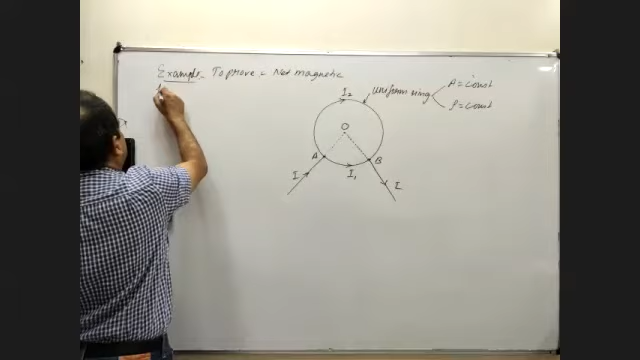 Example - To prove - Net magnetic
I₂
uniform ring
A = const
ρ = const
O
A
B
I
I₁
I